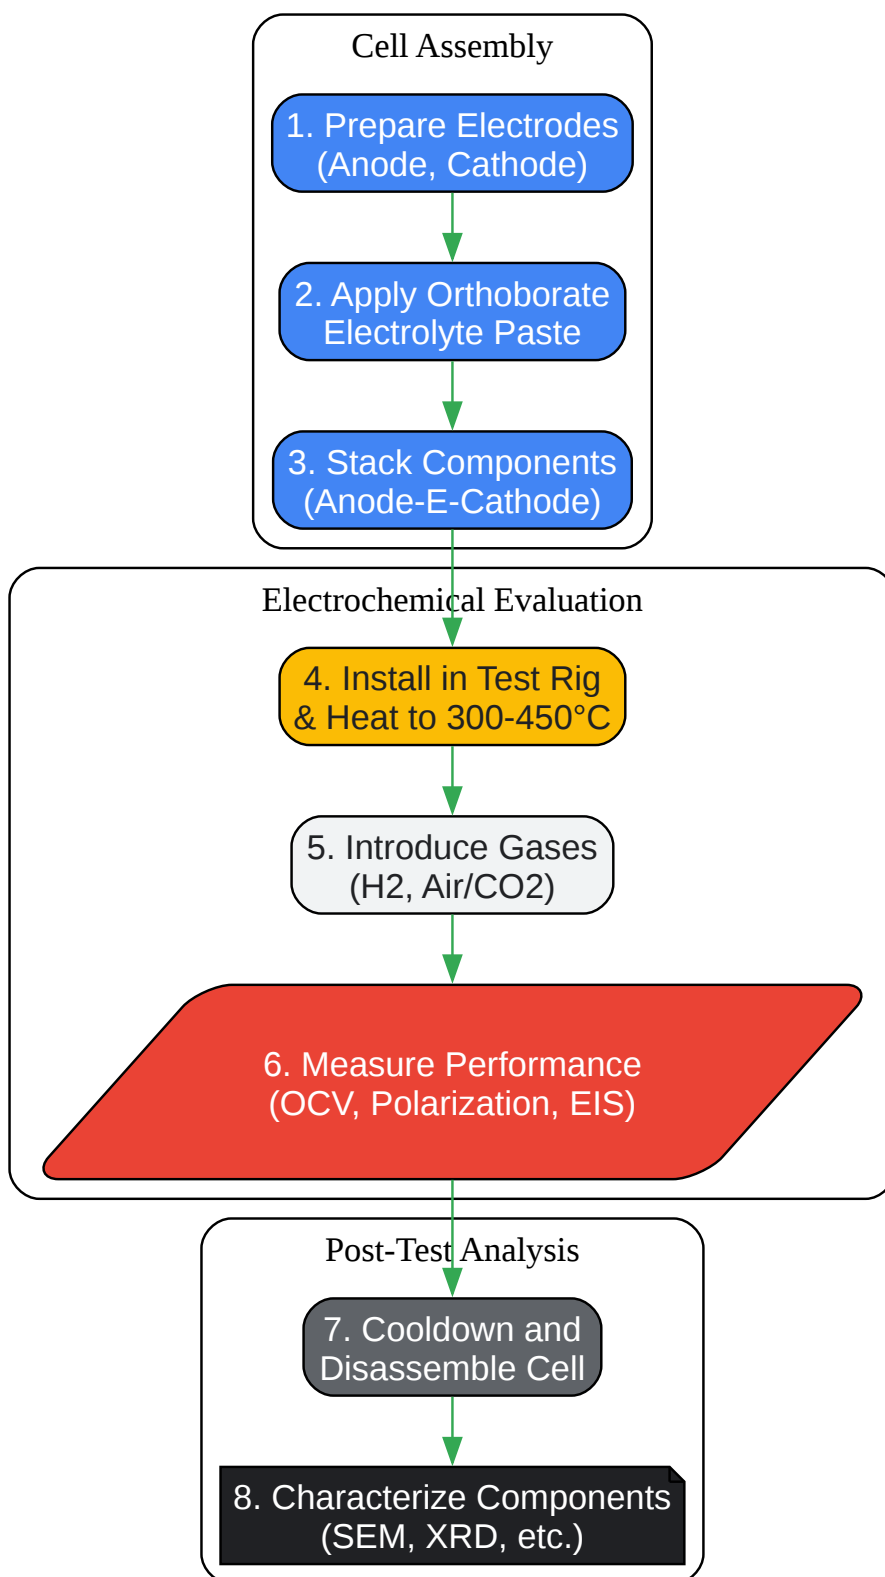 Cell Assembly
1. Prepare Electrodes
(Anode, Cathode)
2. Apply Orthoborate
Electrolyte Paste
3. Stack Components
(Anode-E-Cathode)
Electrochemical Evaluation
4. Install in Test Rig
& Heat to 300-450°C
5. Introduce Gases
(H2, Air/CO2)
6. Measure Performance
(OCV, Polarization, EIS)
Post-Test Analysis
7. Cooldown and
Disassemble Cell
8. Characterize Components
(SEM, XRD, etc.)